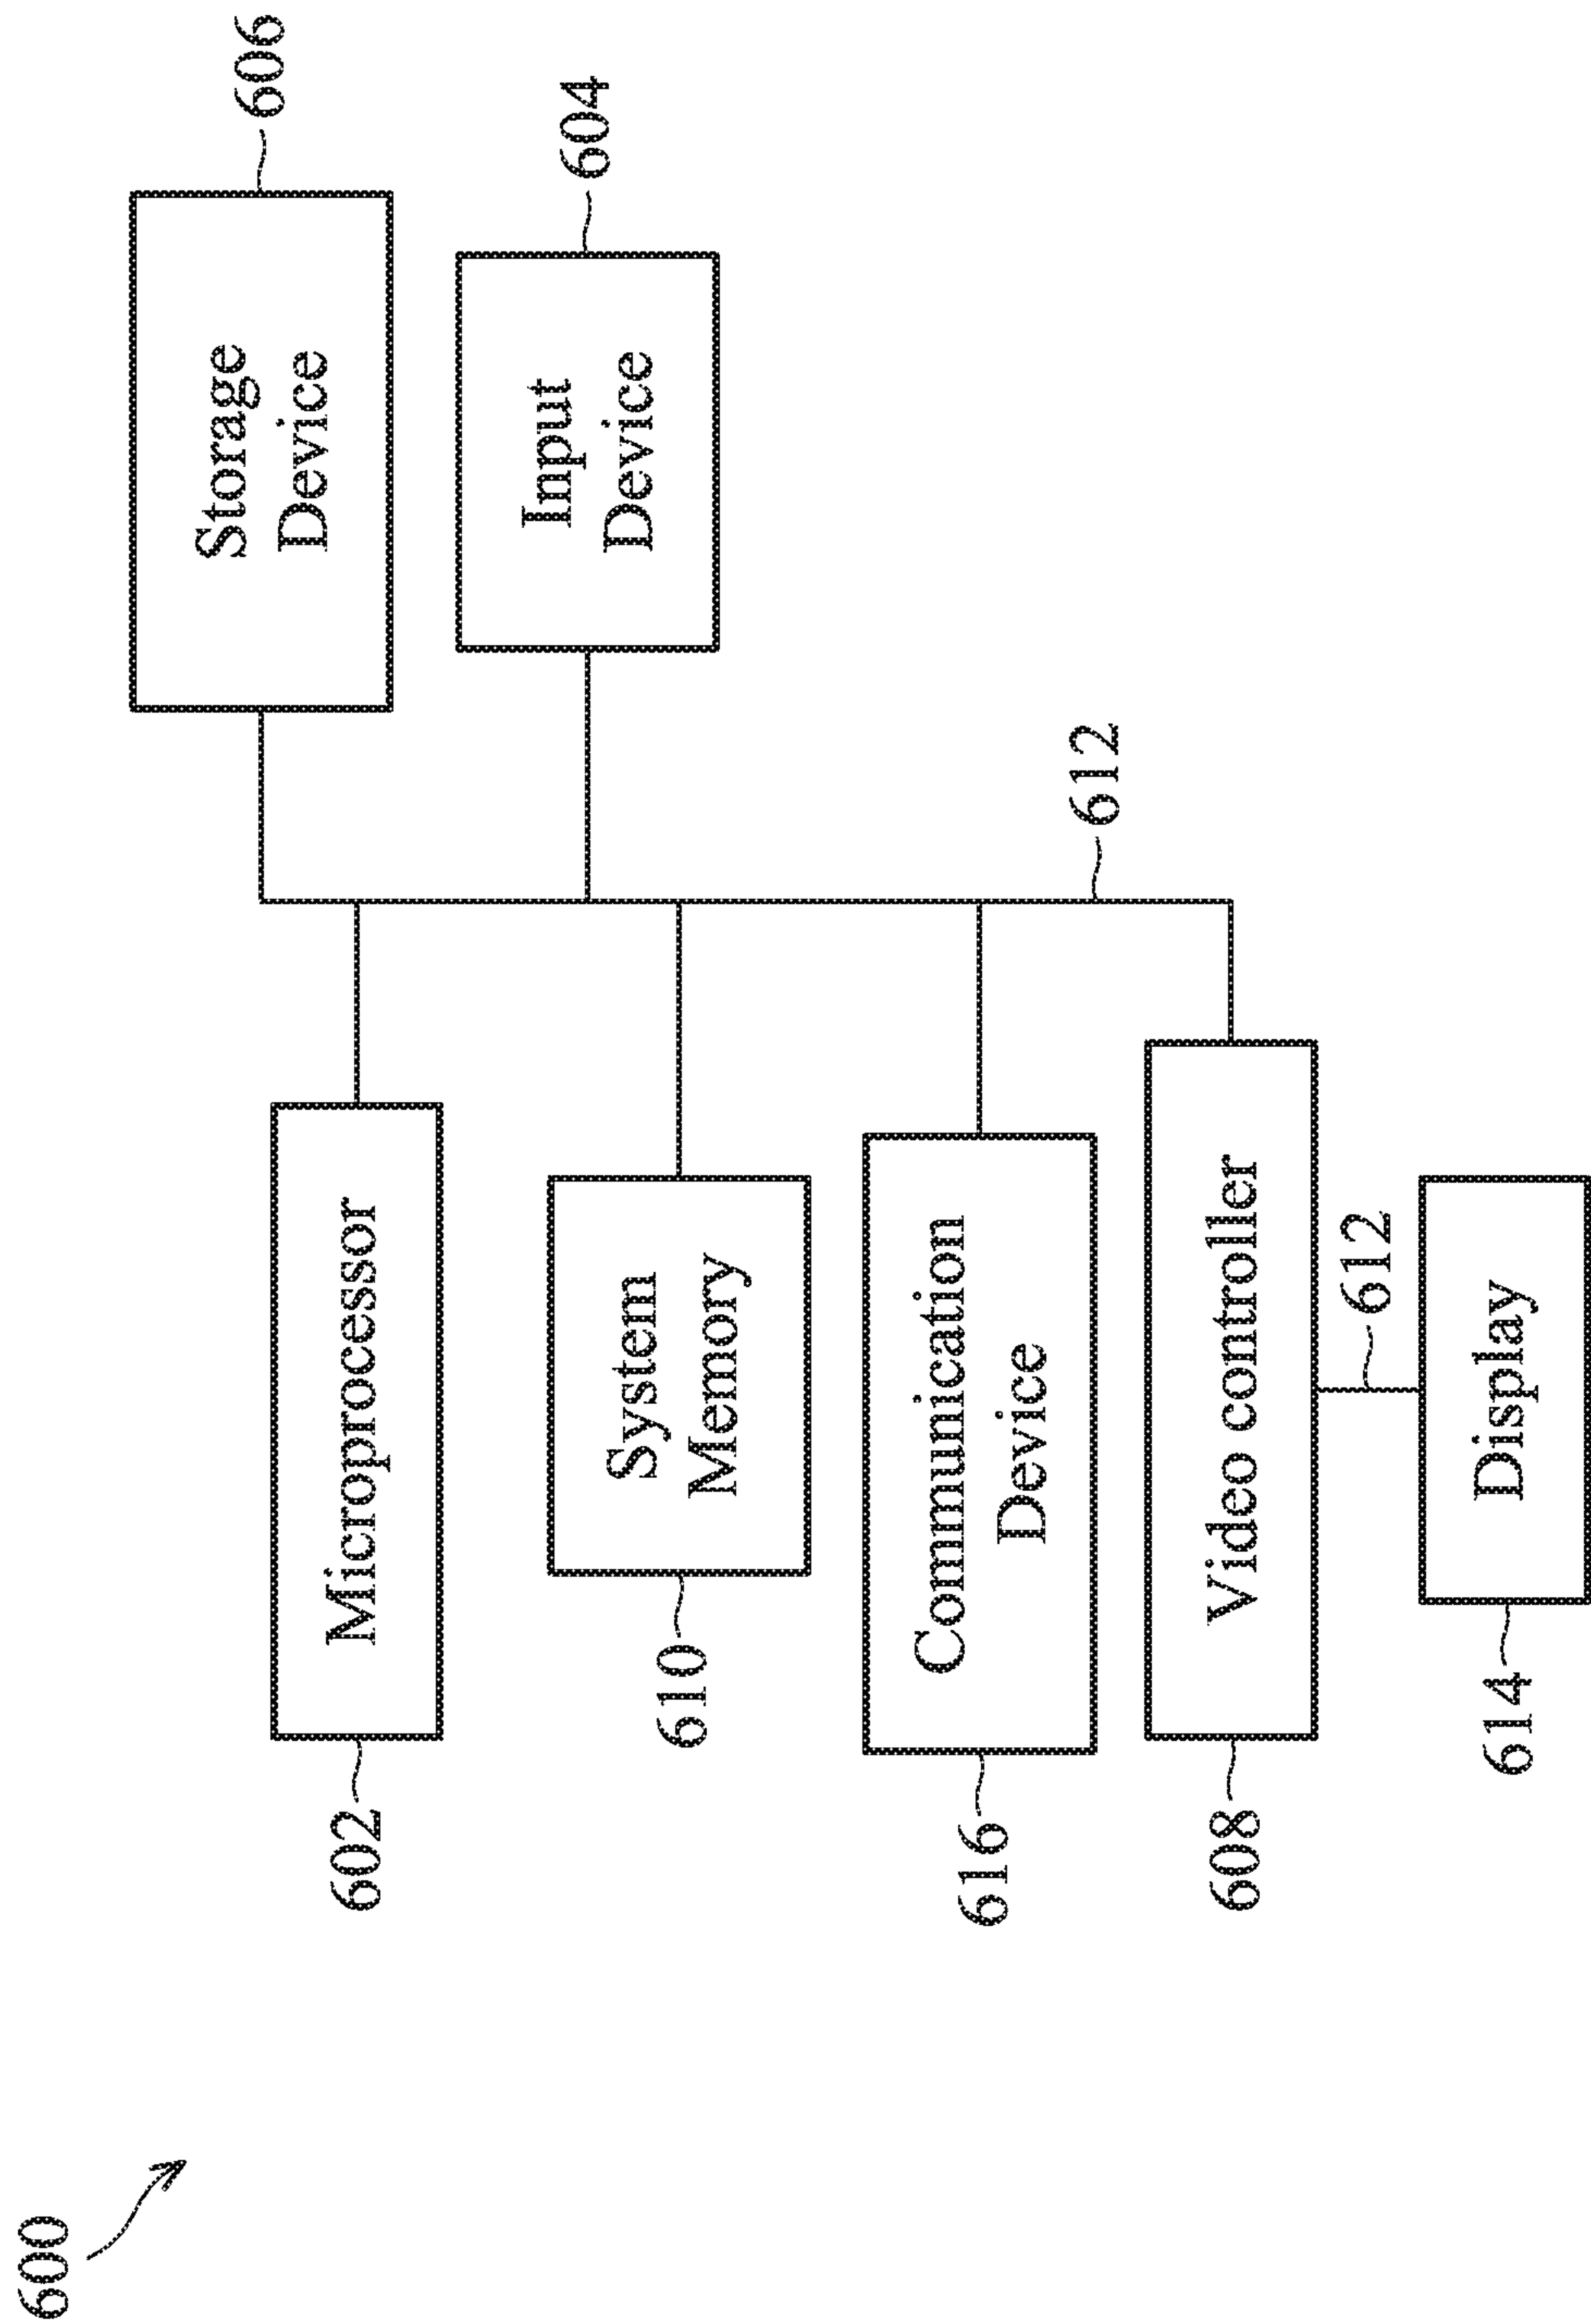 600
602
Microprocessor
Storage
Device
606
610
System
Memory
Input
Device
604
616
Communication
Device
612
608
Video controller
612
614
Display